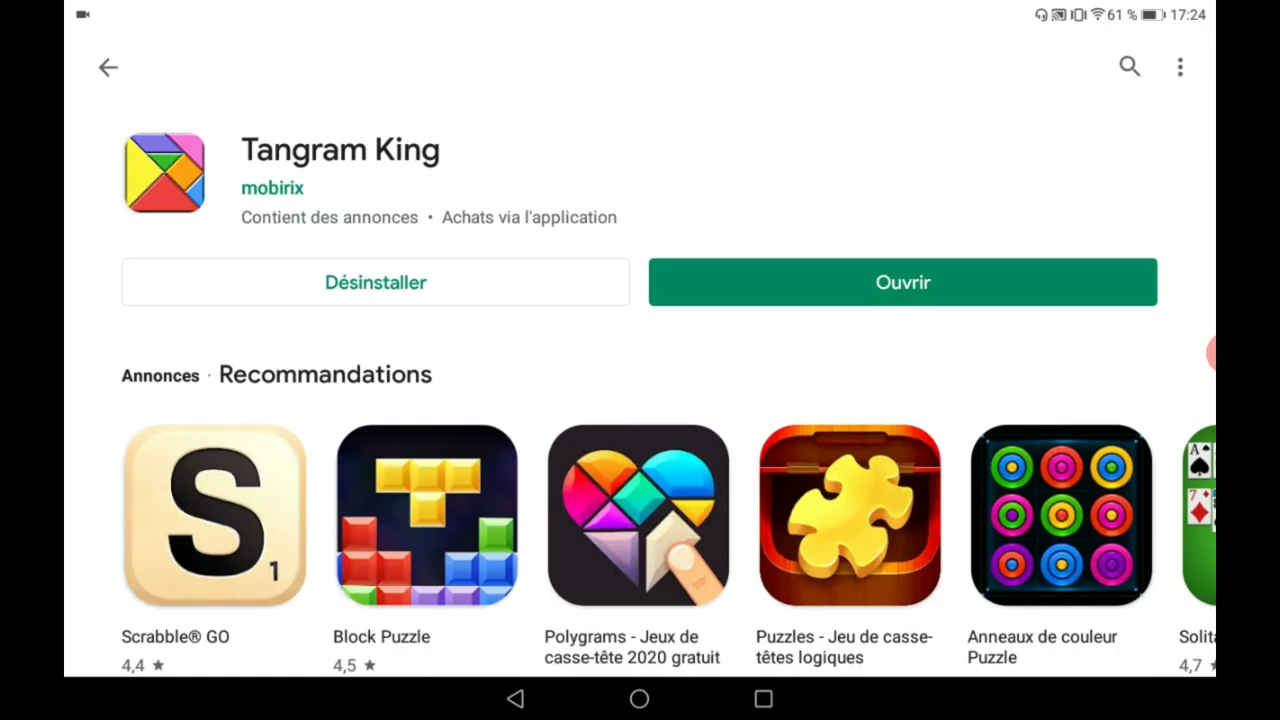 61 % 17:24
Tangram King
mobirix
Contient des annonces • Achats via l'application
Désinstaller
Ouvrir
Annonces · Recommandations
S
1
A
7
Scrabble® GO
Block Puzzle
Polygrams - Jeux de
casse-tête 2020 gratuit
Puzzles - Jeu de casse-
têtes logiques
Anneaux de couleur
Puzzle
4,4 ★
4,5 ★
4,7